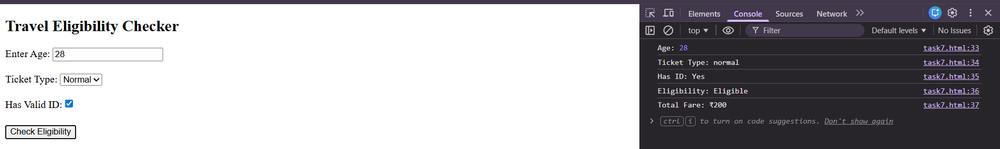 Travel Eligibility Checker
Enter Age: 28
Ticket Type: Normal
Has Valid ID:
Check Eligibility
Elements Console Sources Network
top Filter Default levels No Issues
Age: 28 task7.html:33
Ticket Type: normal task7.html:34
Has ID: Yes task7.html:35
Eligibility: Eligible task7.html:36
Total Fare: ₹200 task7.html:37
ctrl i to turn on code suggestions. Don't show again